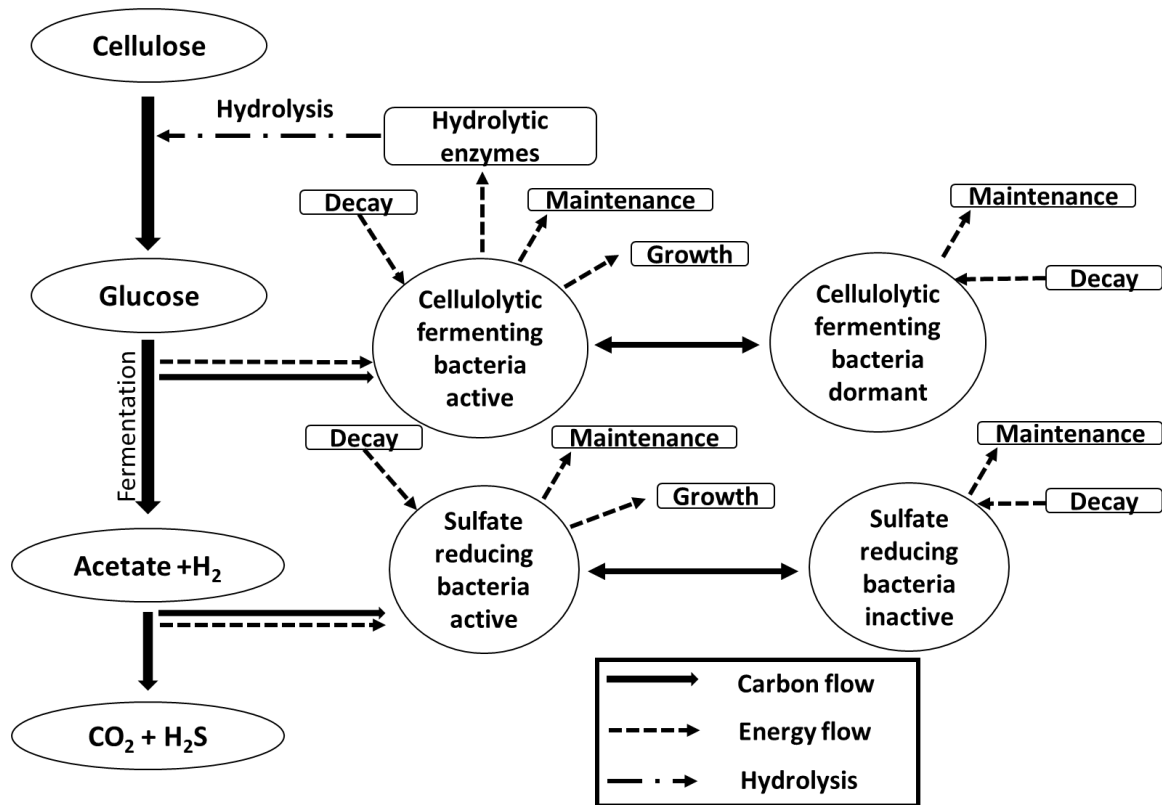 Cellulose
Hydrolysis
Hydrolytic
enzymes
Decay
Maintenance
Growth
Maintenance
Decay
Glucose
Cellulolytic
fermenting
bacteria
active
Cellulolytic
fermenting
bacteria
dormant
Fermentation
Decay
Maintenance
Growth
Maintenance
Decay
Acetate +H₂
Sulfate
reducing
bacteria
active
Sulfate
reducing
bacteria
inactive
CO₂ + H₂S
Carbon flow
Energy flow
Hydrolysis